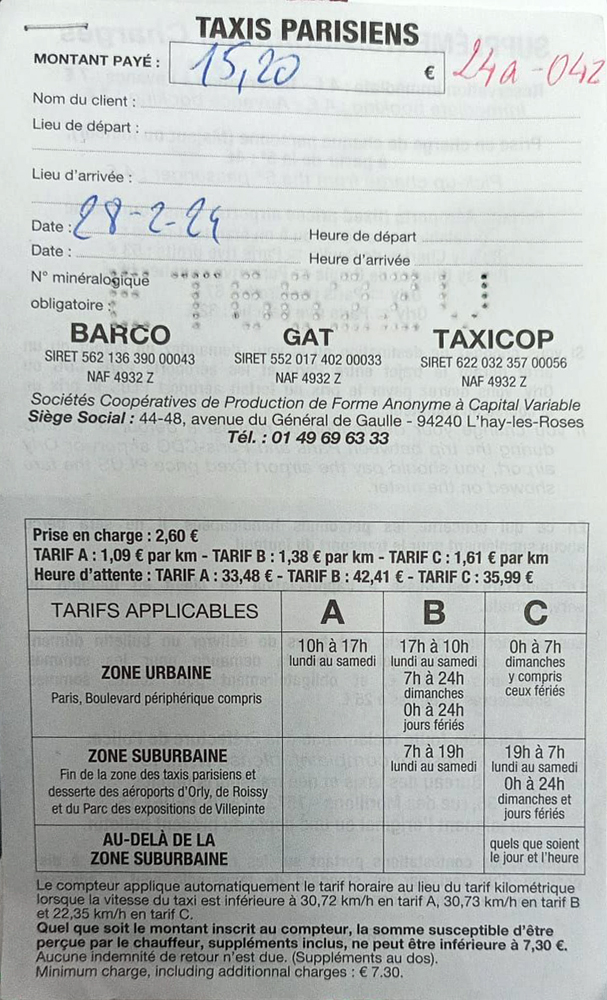 TAXIS PARISIENS
MONTANT PAYÉ : 15,20 € 24a-042
Nom du client :
Lieu de départ :
Lieu d'arrivée :
Date : 28-2-24
Heure de départ
Date :
Heure d'arrivée
N° minéralogique
obligatoire :
BARCO GAT TAXICOP
SIRET 562 136 390 00043 SIRET 552 017 402 00033 SIRET 622 032 357 00056
NAF 4932 Z NAF 4932 Z NAF 4932 Z
Sociétés Coopératives de Production de Forme Anonyme à Capital Variable
Siège Social : 44-48, avenue du Général de Gaulle - 94240 L'hay-les-Roses
Tél. : 01 49 69 63 33
Prise en charge : 2,60 €
TARIF A : 1,09 € par km - TARIF B : 1,38 € par km - TARIF C : 1,61 € par km
Heure d'attente : TARIF A : 33,48 € - TARIF B : 42,41 € - TARIF C : 35,99 €
TARIFS APPLICABLES A B C
ZONE URBAINE
Paris, Boulevard périphérique compris
10h à 17h
lundi au samedi
17h à 10h
lundi au samedi
7h à 24h
dimanches
0h à 24h
jours fériés
0h à 7h
dimanches
y compris
ceux fériés
ZONE SUBURBAINE
Fin de la zone des taxis parisiens et
desserte des aéroports d'Orly, de Roissy
et du Parc des expositions de Villepinte
7h à 19h
lundi au samedi
19h à 7h
lundi au samedi
0h à 24h
dimanches et
jours fériés
AU-DELÀ DE LA
ZONE SUBURBAINE
quels que soient
le jour et l'heure
Le compteur applique automatiquement le tarif horaire au lieu du tarif kilométrique
lorsque la vitesse du taxi est inférieure à 30,72 km/h en tarif A, 30,73 km/h en tarif B
et 22,35 km/h en tarif C.
Quel que soit le montant inscrit au compteur, la somme susceptible d'être
perçue par le chauffeur, suppléments inclus, ne peut être inférieure à 7,30 €.
Aucune indemnité de retour n'est due. (Suppléments au dos).
Minimum charge, including additionnal charges : € 7.30.